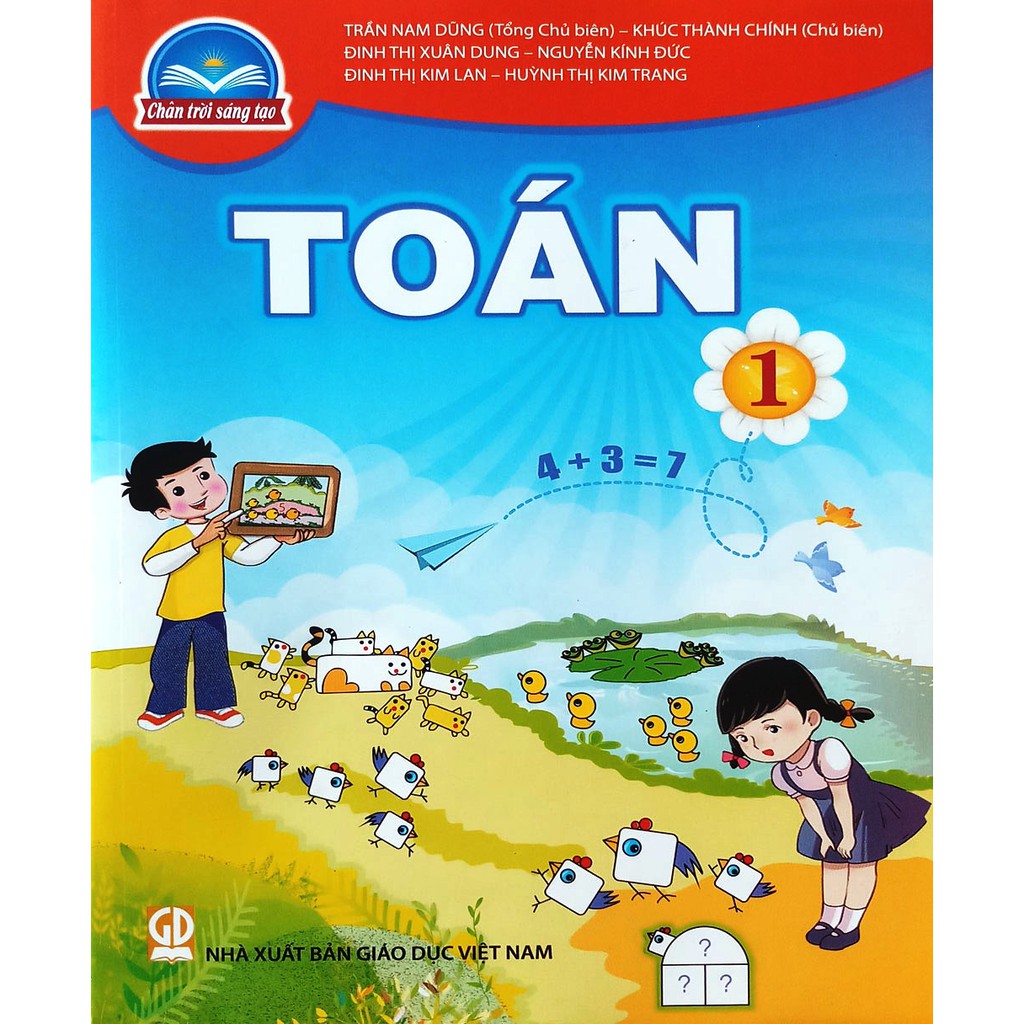 TRẦN NAM DŨNG (Tổng Chủ biên) – KHÚC THÀNH CHÍNH (Chủ biên)
ĐINH THỊ XUÂN DUNG – NGUYỄN KÍNH ĐỨC
ĐINH THỊ KIM LAN – HUỲNH THỊ KIM TRANG
Chân trời sáng tạo
TOÁN
1
4 + 3 = 7
5
GD
NHÀ XUẤT BẢN GIÁO DỤC VIỆT NAM
?
? ?